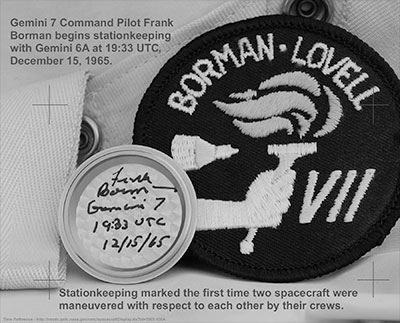 Gemini 7 Command Pilot Frank
Borman begins stationkeeping
with Gemini 6A at 19:33 UTC,
December 15, 1965.
BORMAN · LOVELL
VII
Frank
Borman
Gemini 7
19:33 UTC
12/15/65
Stationkeeping marked the first time two spacecraft were
maneuvered with respect to each other by their crews.
Time Reference